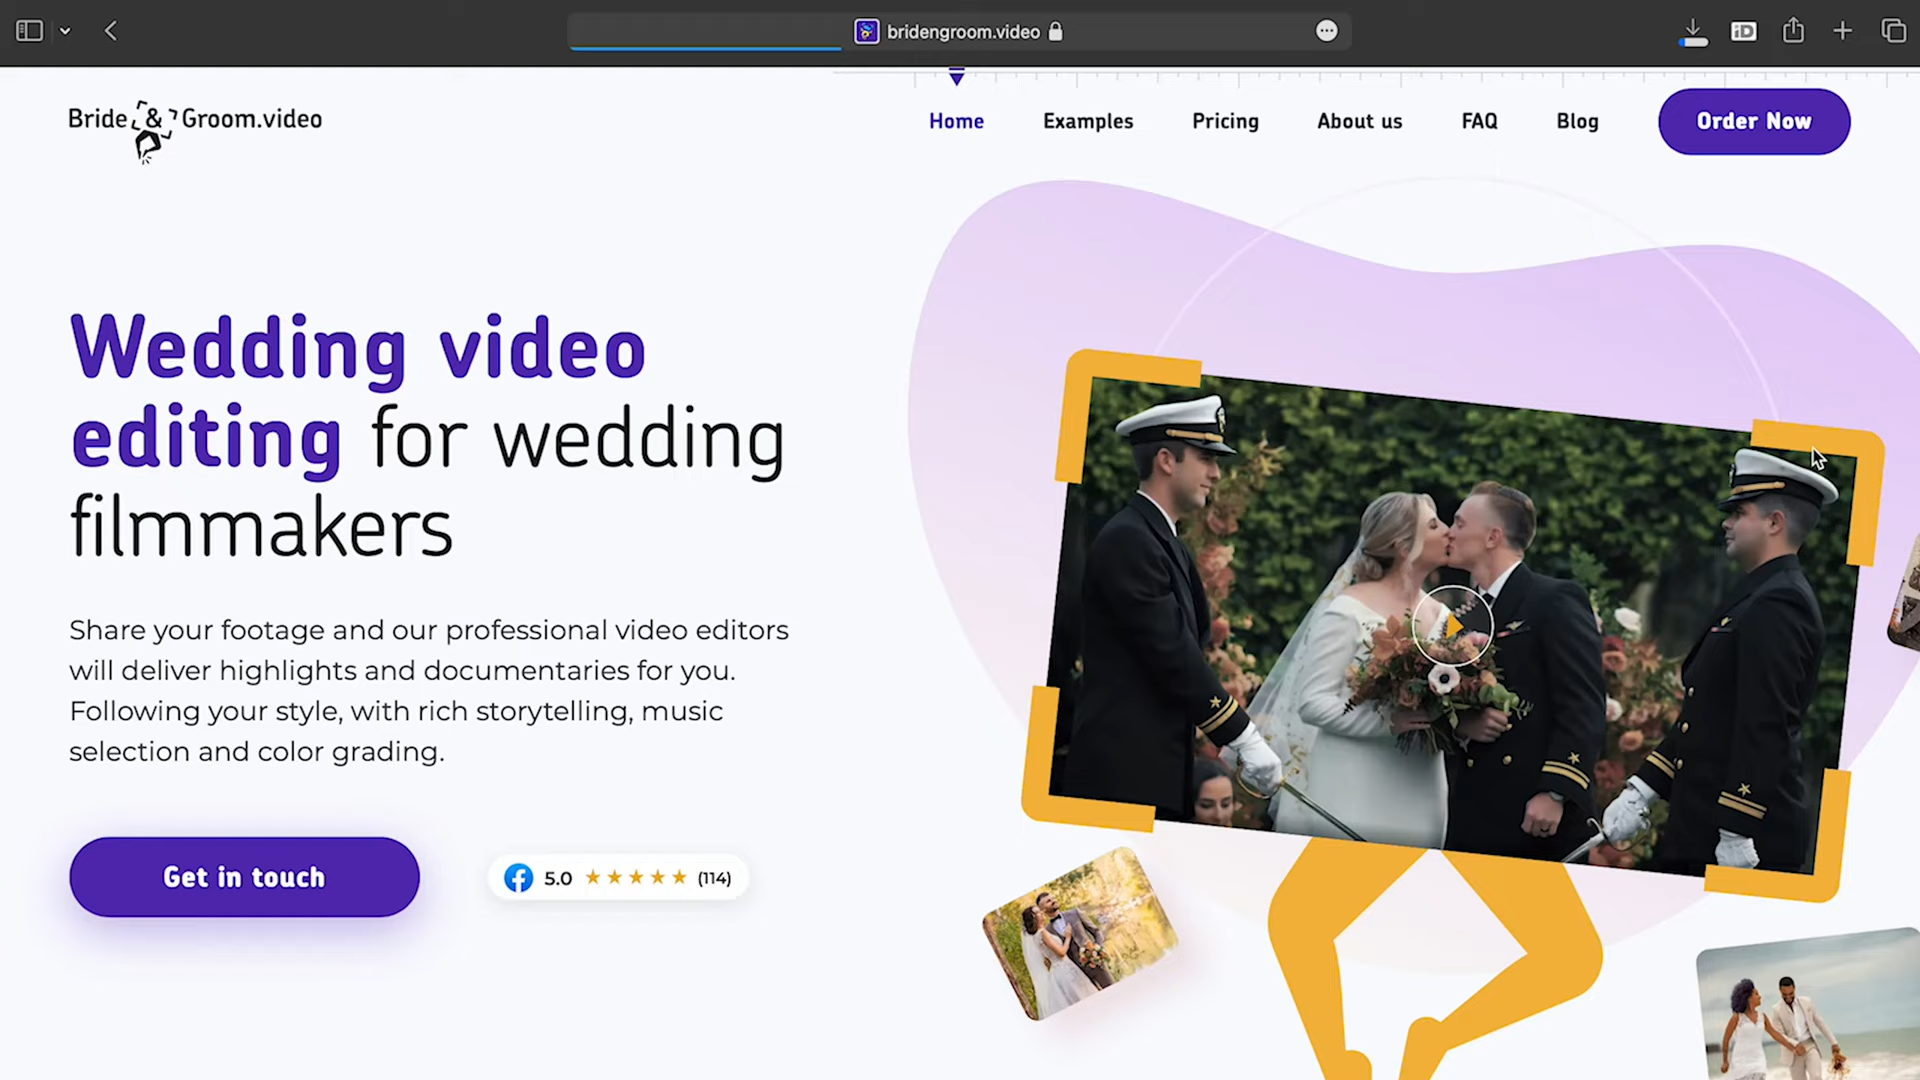 bridengroom.video
iD
Bride & Groom.video
Home
Examples
Pricing
About us
FAQ
Blog
Order Now
Wedding video
editing for wedding
filmmakers
Share your footage and our professional video editors
will deliver highlights and documentaries for you.
Following your style, with rich storytelling, music
selection and color grading.
Get in touch
5.0
(114)